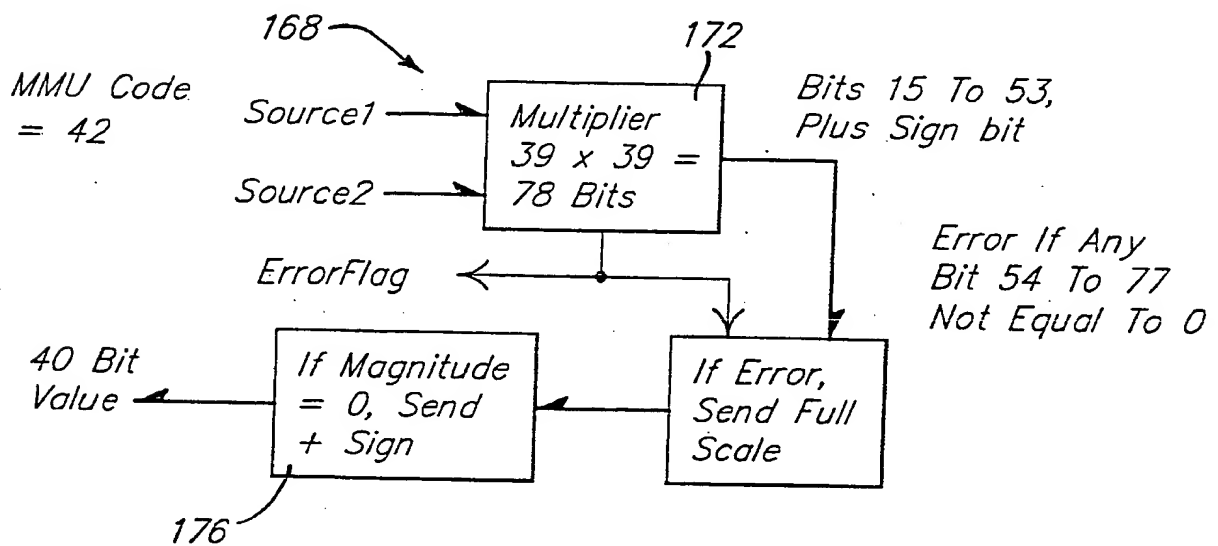 168
172
MMU Code
= 42
Source1
Source2
Multiplier
39 x 39 =
78 Bits
Bits 15 To 53,
Plus Sign bit
ErrorFlag
Error If Any
Bit 54 To 77
Not Equal To 0
40 Bit
Value
If Magnitude
= 0, Send
+ Sign
If Error,
Send Full
Scale
176